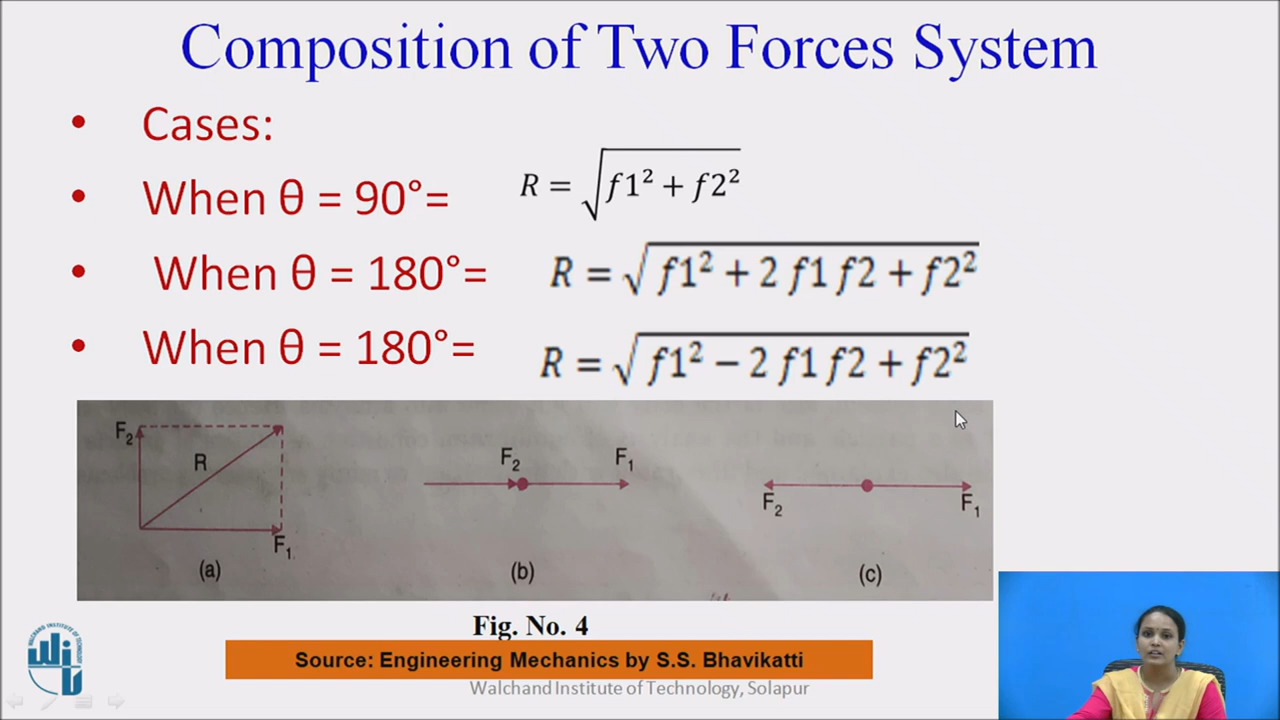 Composition of Two Forces System
• Cases:
• When θ = 90°= R = √f1² + f2²
• When θ = 180°= R = √f1² + 2 f1 f2 + f2²
• When θ = 180°= R = √f1² − 2 f1 f2 + f2²
F₂ R F₁
(a)
F₂ F₁
(b)
F₂ F₁
(c)
Fig. No. 4
Source: Engineering Mechanics by S.S. Bhavikatti
Walchand Institute of Technology, Solapur